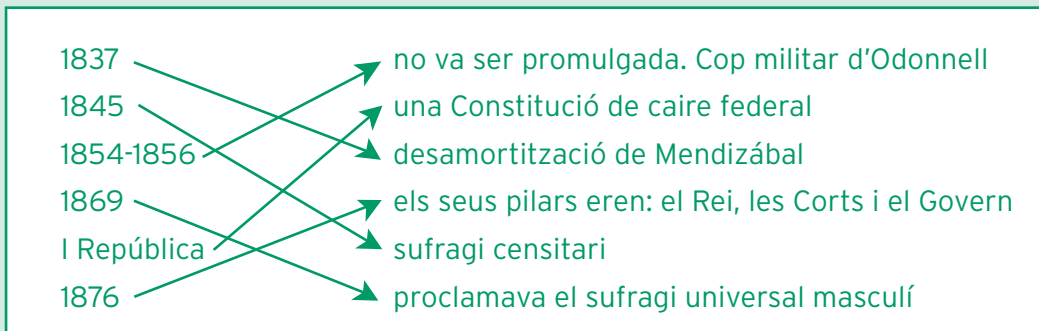 1837 no va ser promulgada. Cop militar d'Odonnell
1845 una Constitució de caire federal
1854-1856 desamortització de Mendizábal
1869 els seus pilars eren: el Rei, les Corts i el Govern
I República sufragi censitari
1876 proclamava el sufragi universal masculí